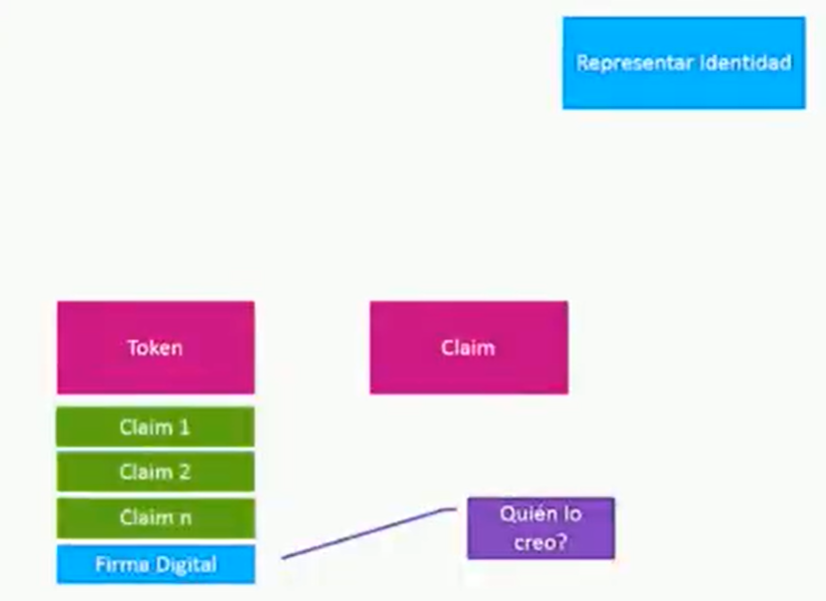 Representar Identidad
Token
Claim
Claim 1
Claim 2
Claim n
Firma Digital
Quién lo
creo?